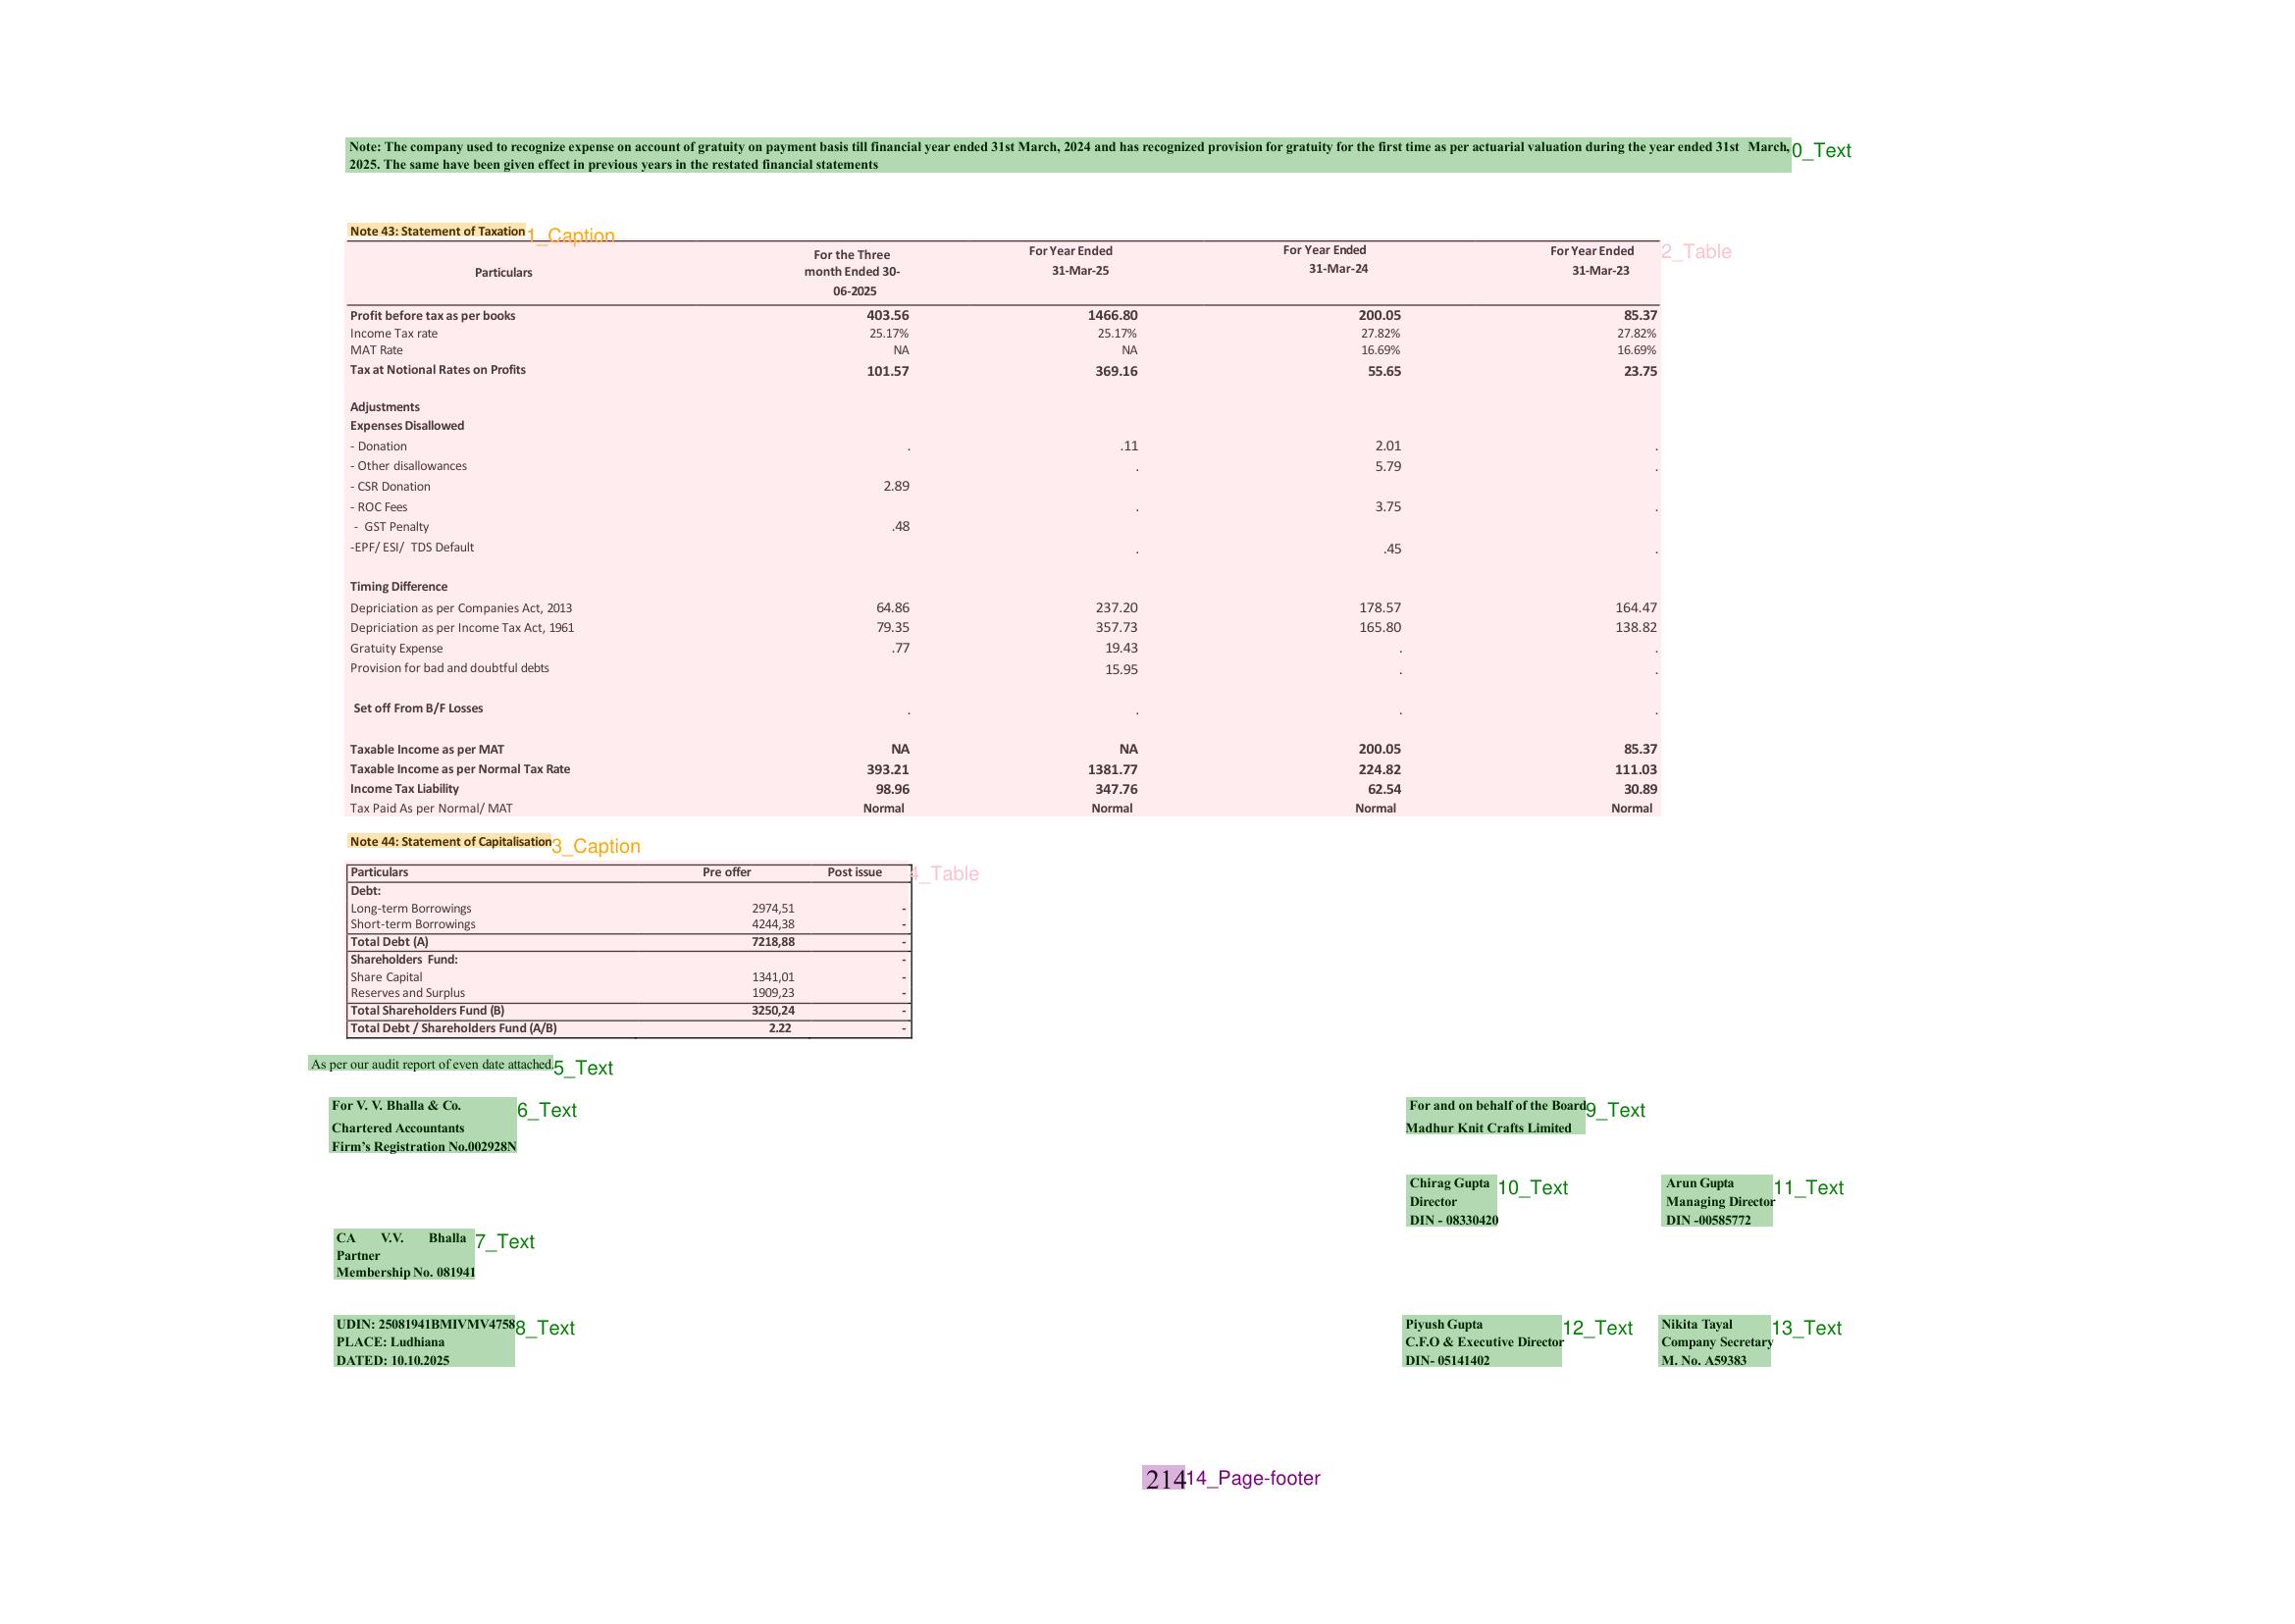 Note: The company used to recognize expense on account of gratuity on payment basis till financial year ended 31st March, 2024 and has recognized provision for gratuity for the first time as per actuarial valuation during the year ended 31st March, 0_Text
2025. The same have been given effect in previous years in the restated financial statements
Note 43: Statement of Taxation 1_Caption
Particulars For the Three month Ended 30-06-2025 For Year Ended 31-Mar-25 For Year Ended 31-Mar-24 For Year Ended 31-Mar-23 2_Table
Profit before tax as per books 403.56 1466.80 200.05 85.37
Income Tax rate 25.17% 25.17% 27.82% 27.82%
MAT Rate NA NA 16.69% 16.69%
Tax at Notional Rates on Profits 101.57 369.16 55.65 23.75
Adjustments
Expenses Disallowed
- Donation . .11 2.01 .
- Other disallowances . 5.79 .
- CSR Donation 2.89
- ROC Fees . 3.75 .
- GST Penalty .48
-EPF/ ESI/ TDS Default . .45 .
Timing Difference
Depriciation as per Companies Act, 2013 64.86 237.20 178.57 164.47
Depriciation as per Income Tax Act, 1961 79.35 357.73 165.80 138.82
Gratuity Expense .77 19.43 . .
Provision for bad and doubtful debts 15.95 . .
Set off From B/F Losses . . . .
Taxable Income as per MAT NA NA 200.05 85.37
Taxable Income as per Normal Tax Rate 393.21 1381.77 224.82 111.03
Income Tax Liability 98.96 347.76 62.54 30.89
Tax Paid As per Normal/ MAT Normal Normal Normal Normal
Note 44: Statement of Capitalisation 3_Caption
Particulars Pre offer Post issue 4_Table
Debt:
Long-term Borrowings 2974,51 -
Short-term Borrowings 4244,38 -
Total Debt (A) 7218,88 -
Shareholders Fund: -
Share Capital 1341,01 -
Reserves and Surplus 1909,23 -
Total Shareholders Fund (B) 3250,24 -
Total Debt / Shareholders Fund (A/B) 2.22 -
As per our audit report of even date attached. 5_Text
For V. V. Bhalla & Co. 6_Text
Chartered Accountants
Firm's Registration No.002928N
CA V.V. Bhalla 7_Text
Partner
Membership No. 081941
UDIN: 25081941BMIVMV4758 8_Text
PLACE: Ludhiana
DATED: 10.10.2025
For and on behalf of the Board 9_Text
Madhur Knit Crafts Limited
Chirag Gupta 10_Text
Director
DIN - 08330420
Arun Gupta 11_Text
Managing Director
DIN -00585772
Piyush Gupta 12_Text
C.F.O & Executive Director
DIN- 05141402
Nikita Tayal 13_Text
Company Secretary
M. No. A59383
214 14_Page-footer